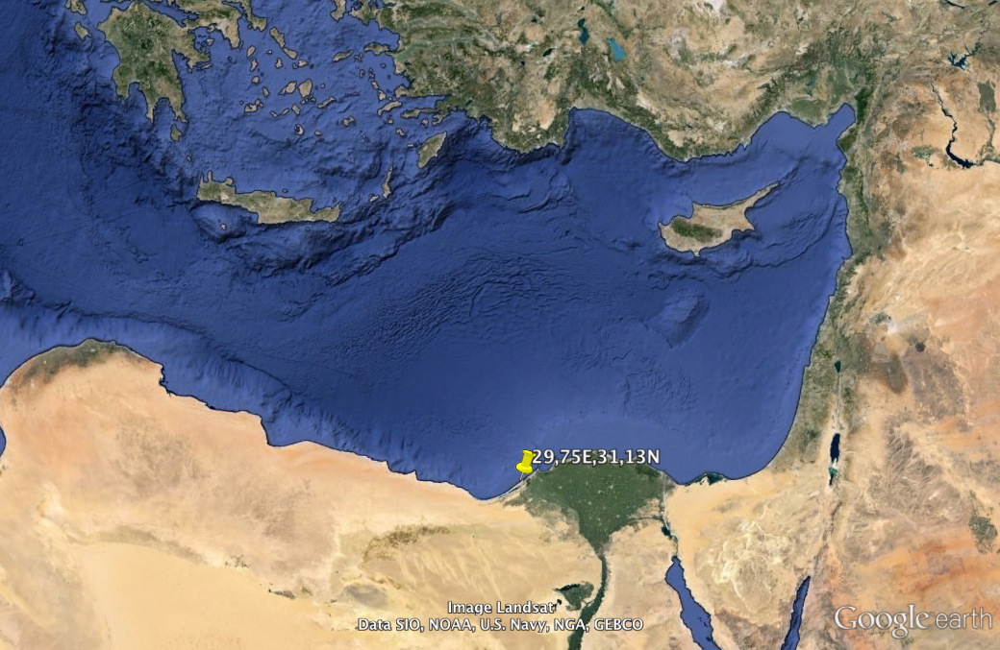 29,75E,31,13N
Image Landsat
Data SIO, NOAA, U.S. Navy, NGA, GEBCO
Google earth